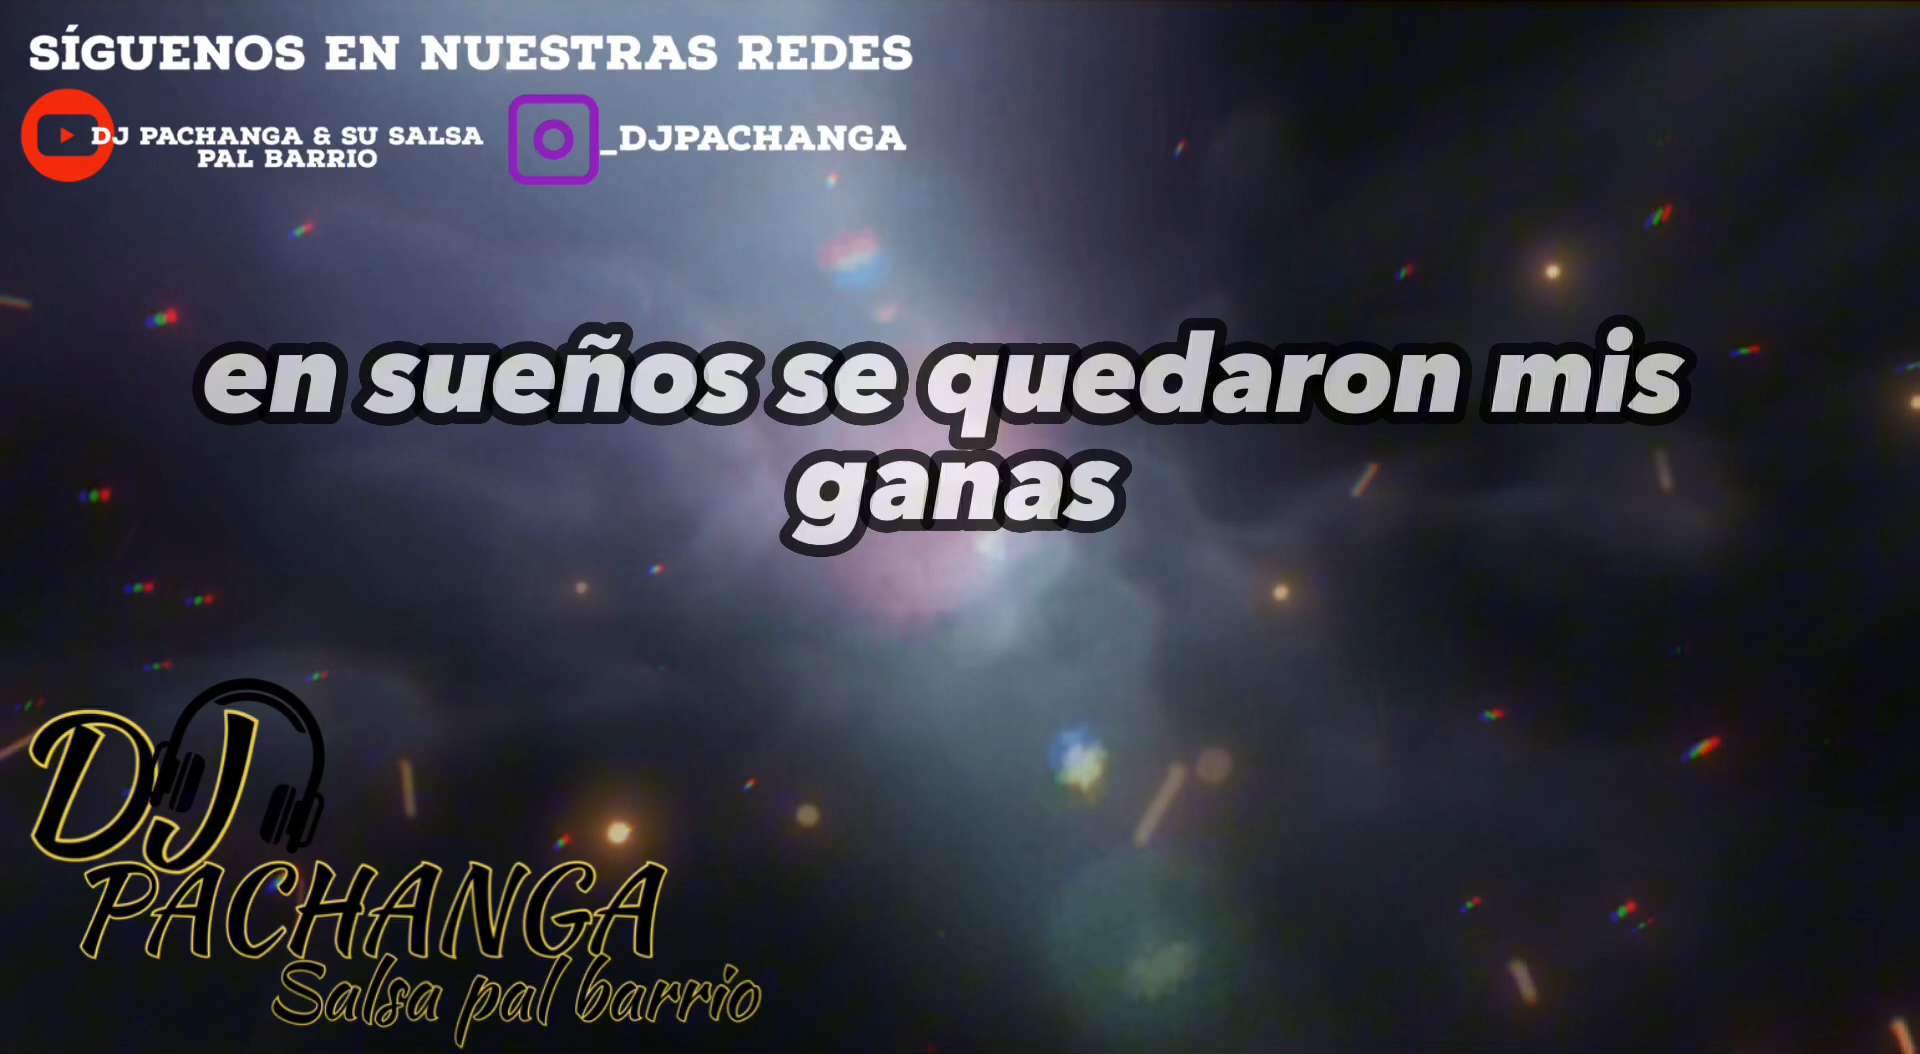 SÍGUENOS EN NUESTRAS REDES
DJ PACHANGA & SU SALSA
PAL BARRIO
_DJPACHANGA
en sueños se quedaron mis
ganas
DJ
PACHANGA
Salsa pal barrio